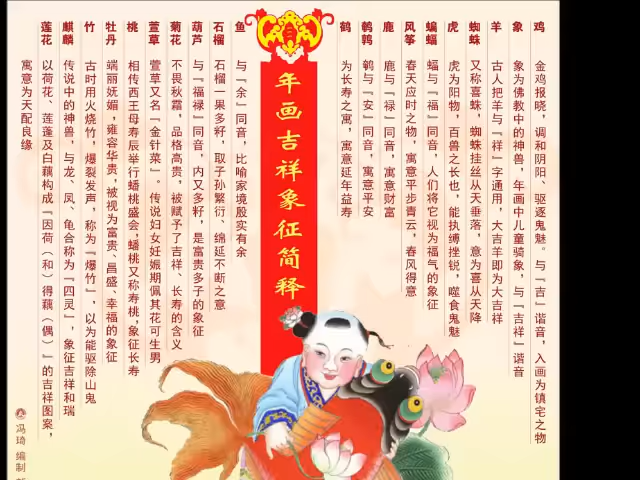 年画吉祥象征简释
鸡 金鸡报晓，调和阴阳、驱逐鬼魅。与『吉』谐音，入画为镇宅之物
象 象为佛教中的神兽，年画中儿童骑象，与『吉祥』谐音
羊 古人把羊与『祥』字通用，大吉羊即为大吉祥
蜘蛛 又称喜蛛，蜘蛛挂丝从天垂落，意为喜从天降
虎 虎为阳物，百兽之长也，能执缚挫锐，噬食鬼魅
蝙蝠 蝠与『福』同音，人们将它视为福气的象征
风筝 春天应时之物，寓意平步青云，春风得意
鹿 鹿与『禄』同音，寓意财富
鹌鹑 鹌与『安』同音，寓意平安
鹤 为长寿之寓，寓意延年益寿
鱼 与『余』同音，比喻家境殷实有余
石榴 石榴一果多籽，取子孙繁衍、绵延不断之意
葫芦 与『福禄』同音，内又多籽，是富贵多子的象征
菊花 不畏秋霜，品格高贵，被赋予了吉祥、长寿的含义
萱草 萱草又名『金针菜』。传说妇女妊娠期佩其花可生男
桃 相传西王母寿辰举行蟠桃盛会，蟠桃又称寿桃，象征长寿
牡丹 端丽妩媚，雍容华贵，被视为富贵、昌盛、幸福的象征
竹 古时用火烧竹，爆裂发声，称为『爆竹』，以为能驱除山鬼
麒麟 传说中的神兽，与龙、凤、龟合称为『四灵』，象征吉祥和瑞
莲花 以荷花、莲蓬及白藕构成『因荷（和）得藕（偶）』的吉祥图案，
寓意为天配良缘
冯琦 编制